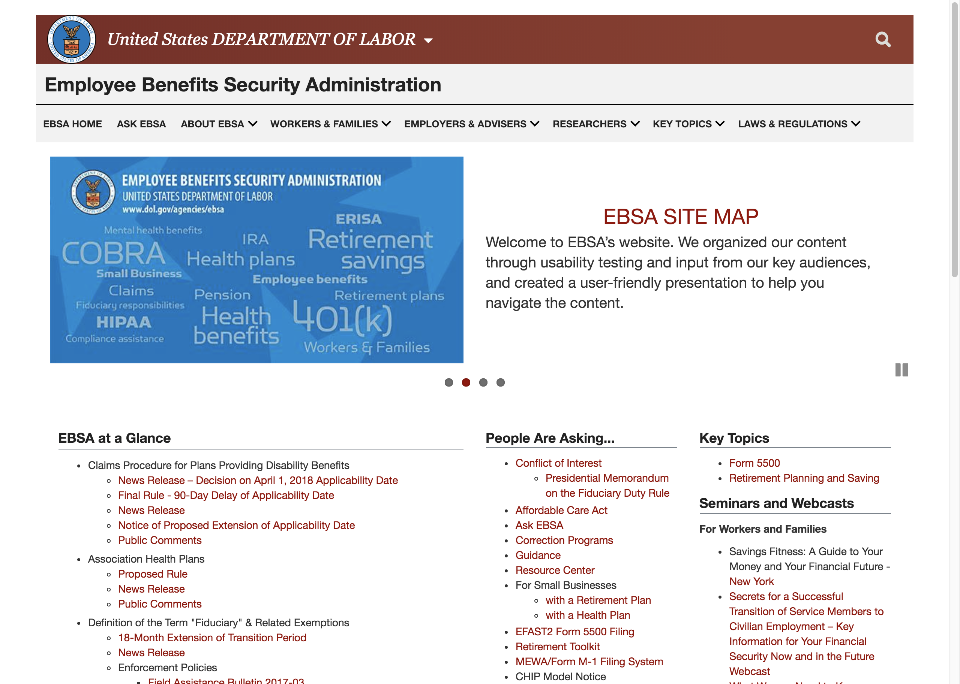 United States DEPARTMENT OF LABOR
Employee Benefits Security Administration
EBSA HOME ASK EBSA ABOUT EBSA WORKERS & FAMILIES EMPLOYERS & ADVISERS RESEARCHERS KEY TOPICS LAWS & REGULATIONS
EMPLOYEE BENEFITS SECURITY ADMINISTRATION
UNITED STATES DEPARTMENT OF LABOR
www.dol.gov/agencies/ebsa
Mental health benefits
ERISA
COBRA
IRA
Retirement
savings
Health plans
Small Business
Employee benefits
Claims
Pension
Retirement plans
Fiduciary responsibilities
HIPAA
Health
benefits
401(k)
Compliance assistance
Workers & Families
EBSA SITE MAP
Welcome to EBSA's website. We organized our content
through usability testing and input from our key audiences,
and created a user-friendly presentation to help you
navigate the content.
EBSA at a Glance
Claims Procedure for Plans Providing Disability Benefits
News Release – Decision on April 1, 2018 Applicability Date
Final Rule - 90-Day Delay of Applicability Date
News Release
Notice of Proposed Extension of Applicability Date
Public Comments
Association Health Plans
Proposed Rule
News Release
Public Comments
Definition of the Term "Fiduciary" & Related Exemptions
18-Month Extension of Transition Period
News Release
Enforcement Policies
Field Assistance Bulletin 2017-03
People Are Asking...
Conflict of Interest
Presidential Memorandum
on the Fiduciary Duty Rule
Affordable Care Act
Ask EBSA
Correction Programs
Guidance
Resource Center
For Small Businesses
with a Retirement Plan
with a Health Plan
EFAST2 Form 5500 Filing
Retirement Toolkit
MEWA/Form M-1 Filing System
CHIP Model Notice
Key Topics
Form 5500
Retirement Planning and Saving
Seminars and Webcasts
For Workers and Families
Savings Fitness: A Guide to Your
Money and Your Financial Future -
New York
Secrets for a Successful
Transition of Service Members to
Civilian Employment – Key
Information for Your Financial
Security Now and in the Future
Webcast